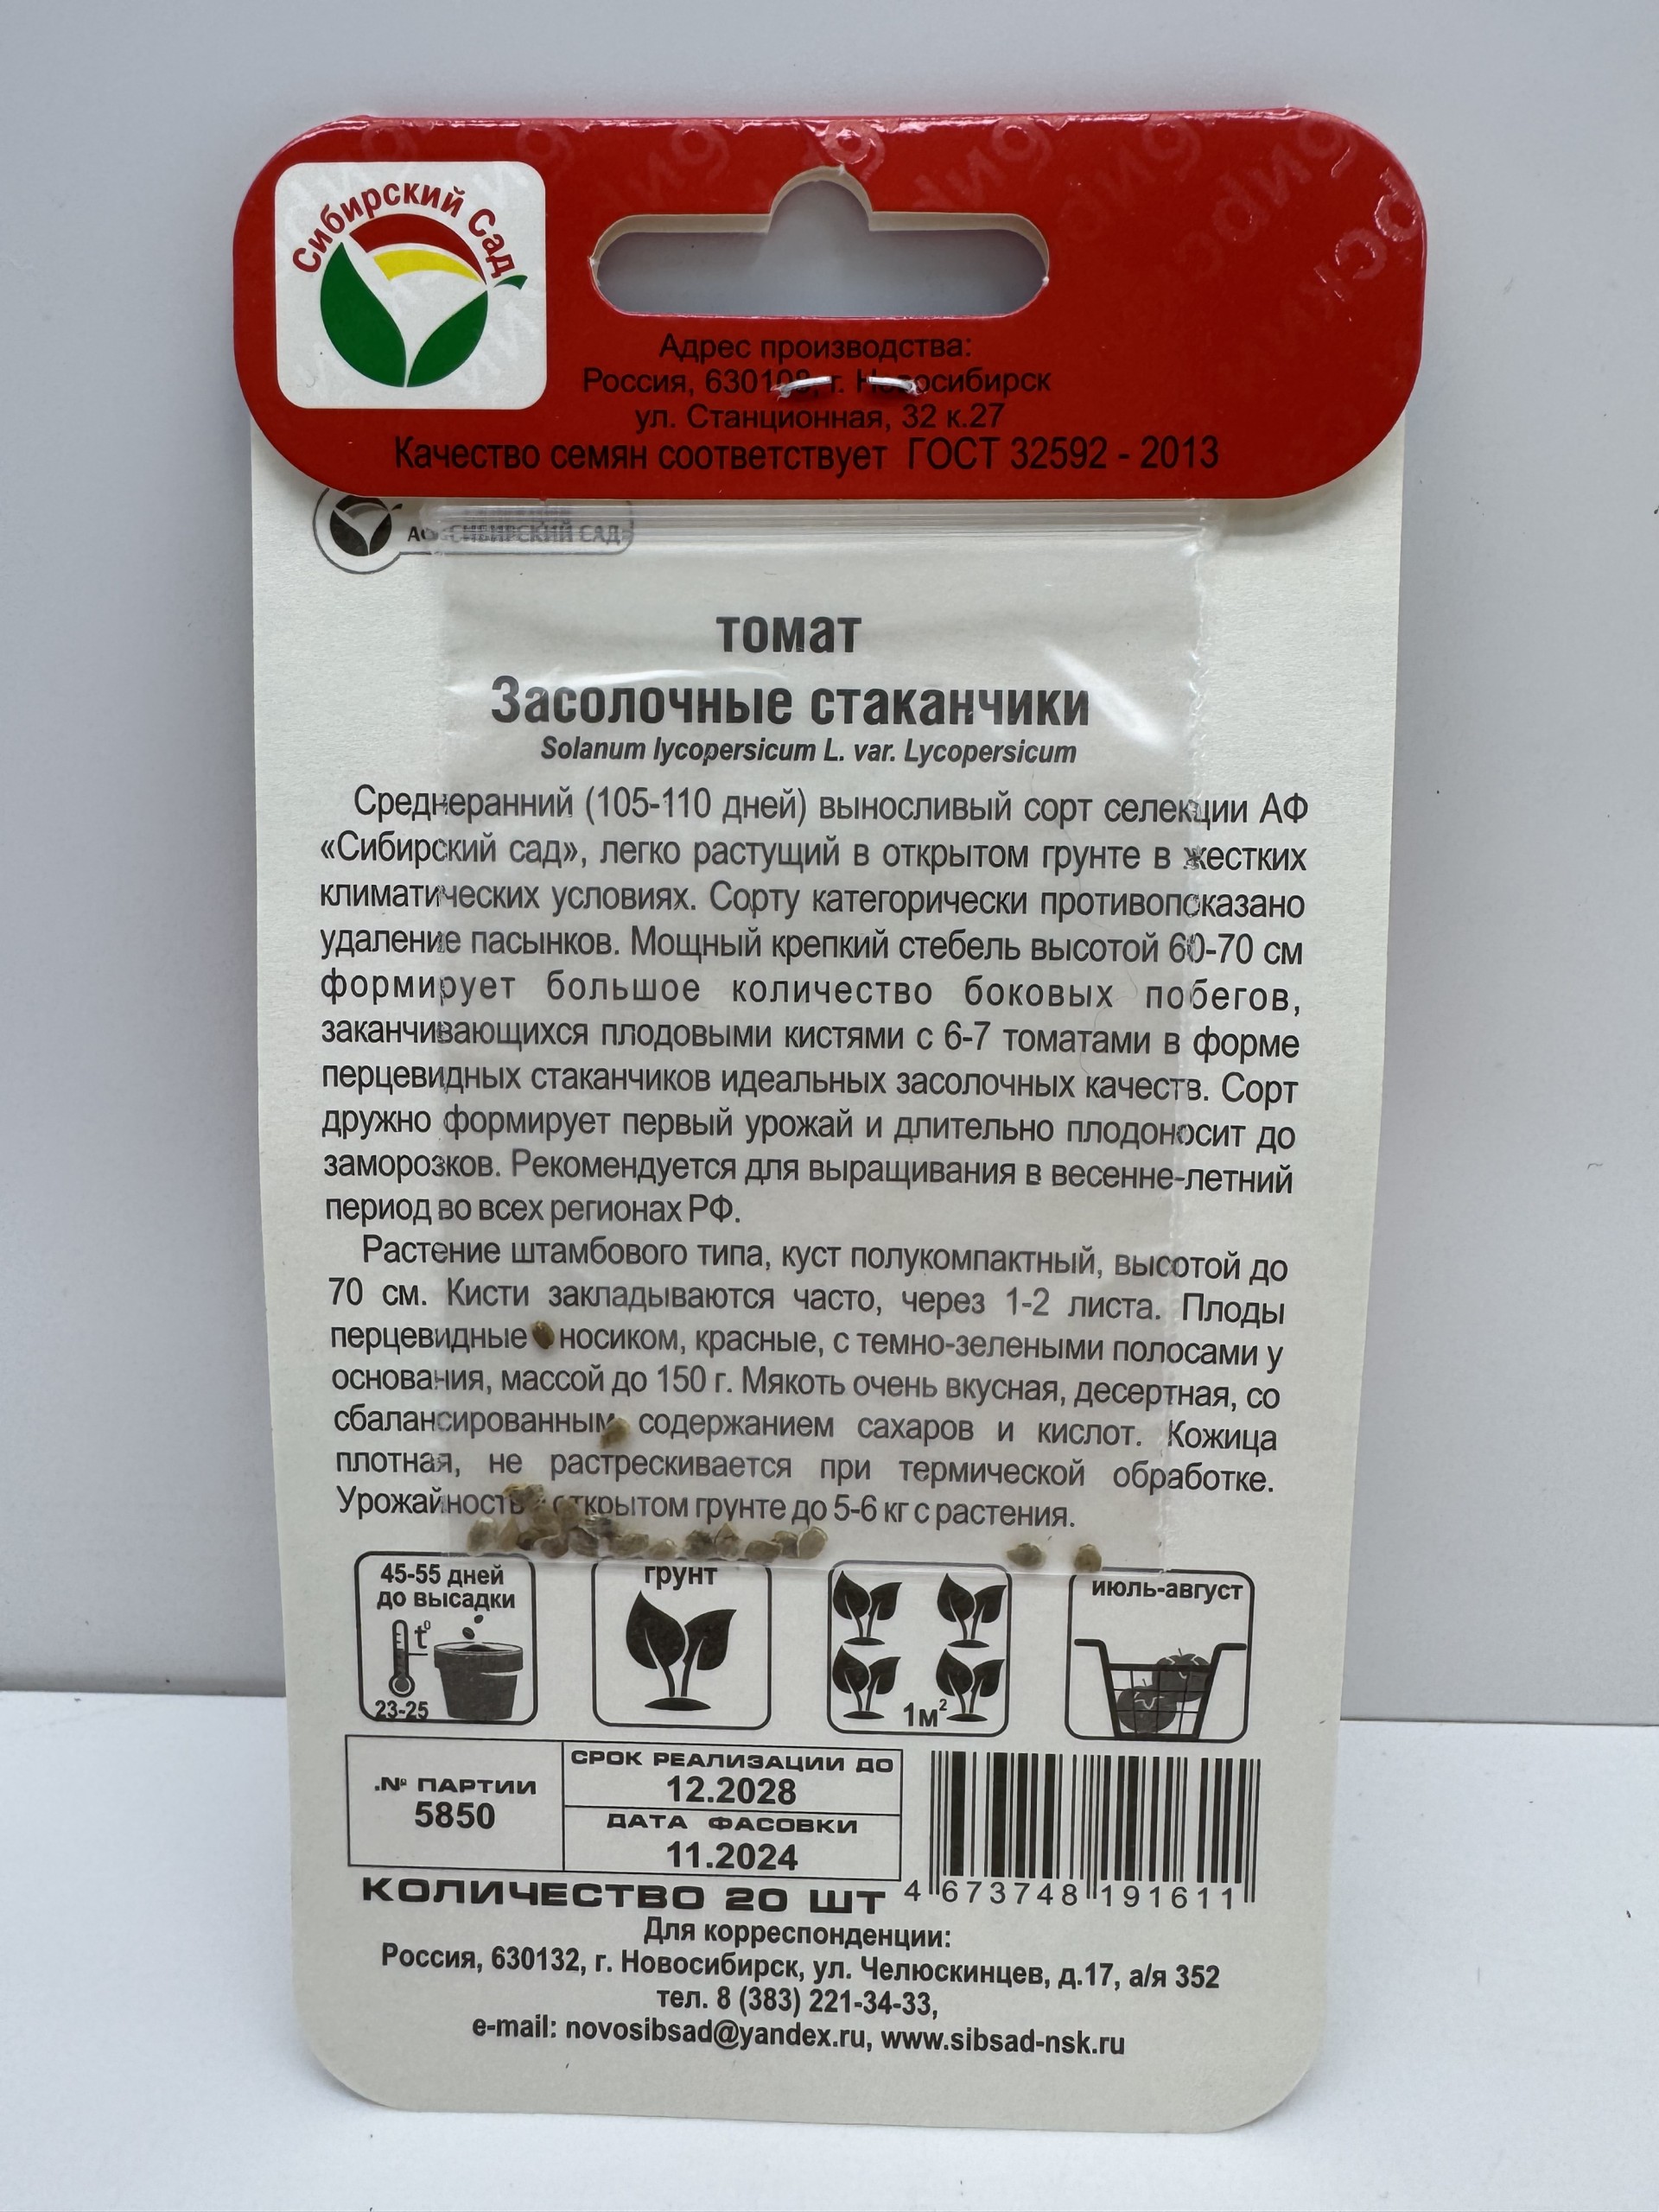 Сибирский Сад
Адрес производства:
Россия, 630108, г. Новосибирск
ул. Станционная, 32 к.27
Качество семян соответствует ГОСТ 32592 - 2013
СИБИРСКИЙ САД»
томат
Засолочные стаканчики
Solanum lycopersicum L. var. Lycopersicum
Среднеранний (105-110 дней) выносливый сорт селекции АФ
«Сибирский сад», легко растущий в открытом грунте в жестких
климатических условиях. Сорту категорически противопоказано
удаление пасынков. Мощный крепкий стебель высотой 60-70 см
формирует большое количество боковых побегов,
заканчивающихся плодовыми кистями с 6-7 томатами в форме
перцевидных стаканчиков идеальных засолочных качеств. Сорт
дружно формирует первый урожай и длительно плодоносит до
заморозков. Рекомендуется для выращивания в весенне-летний
период во всех регионах РФ.
Растение штамбового типа, куст полукомпактный, высотой до
70 см. Кисти закладываются часто, через 1-2 листа. Плоды
перцевидные носиком, красные, с темно-зелеными полосами у
основания, массой до 150 г. Мякоть очень вкусная, десертная, со
сбалансированным содержанием сахаров и кислот. Кожица
плотная, не растрескивается при термической обработке.
Урожайность открытом грунте до 5-6 кг с растения.
45-55 дней
до высадки
t°
23-25
грунт
1м²
июль-август
№ ПАРТИИ
5850
СРОК РЕАЛИЗАЦИИ ДО
12.2028
ДАТА ФАСОВКИ
11.2024
КОЛИЧЕСТВО 20 ШТ
4 673748 191611
Для корреспонденции:
Россия, 630132, г. Новосибирск, ул. Челюскинцев, д.17, а/я 352
тел. 8 (383) 221-34-33,
e-mail: novosibsad@yandex.ru, www.sibsad-nsk.ru